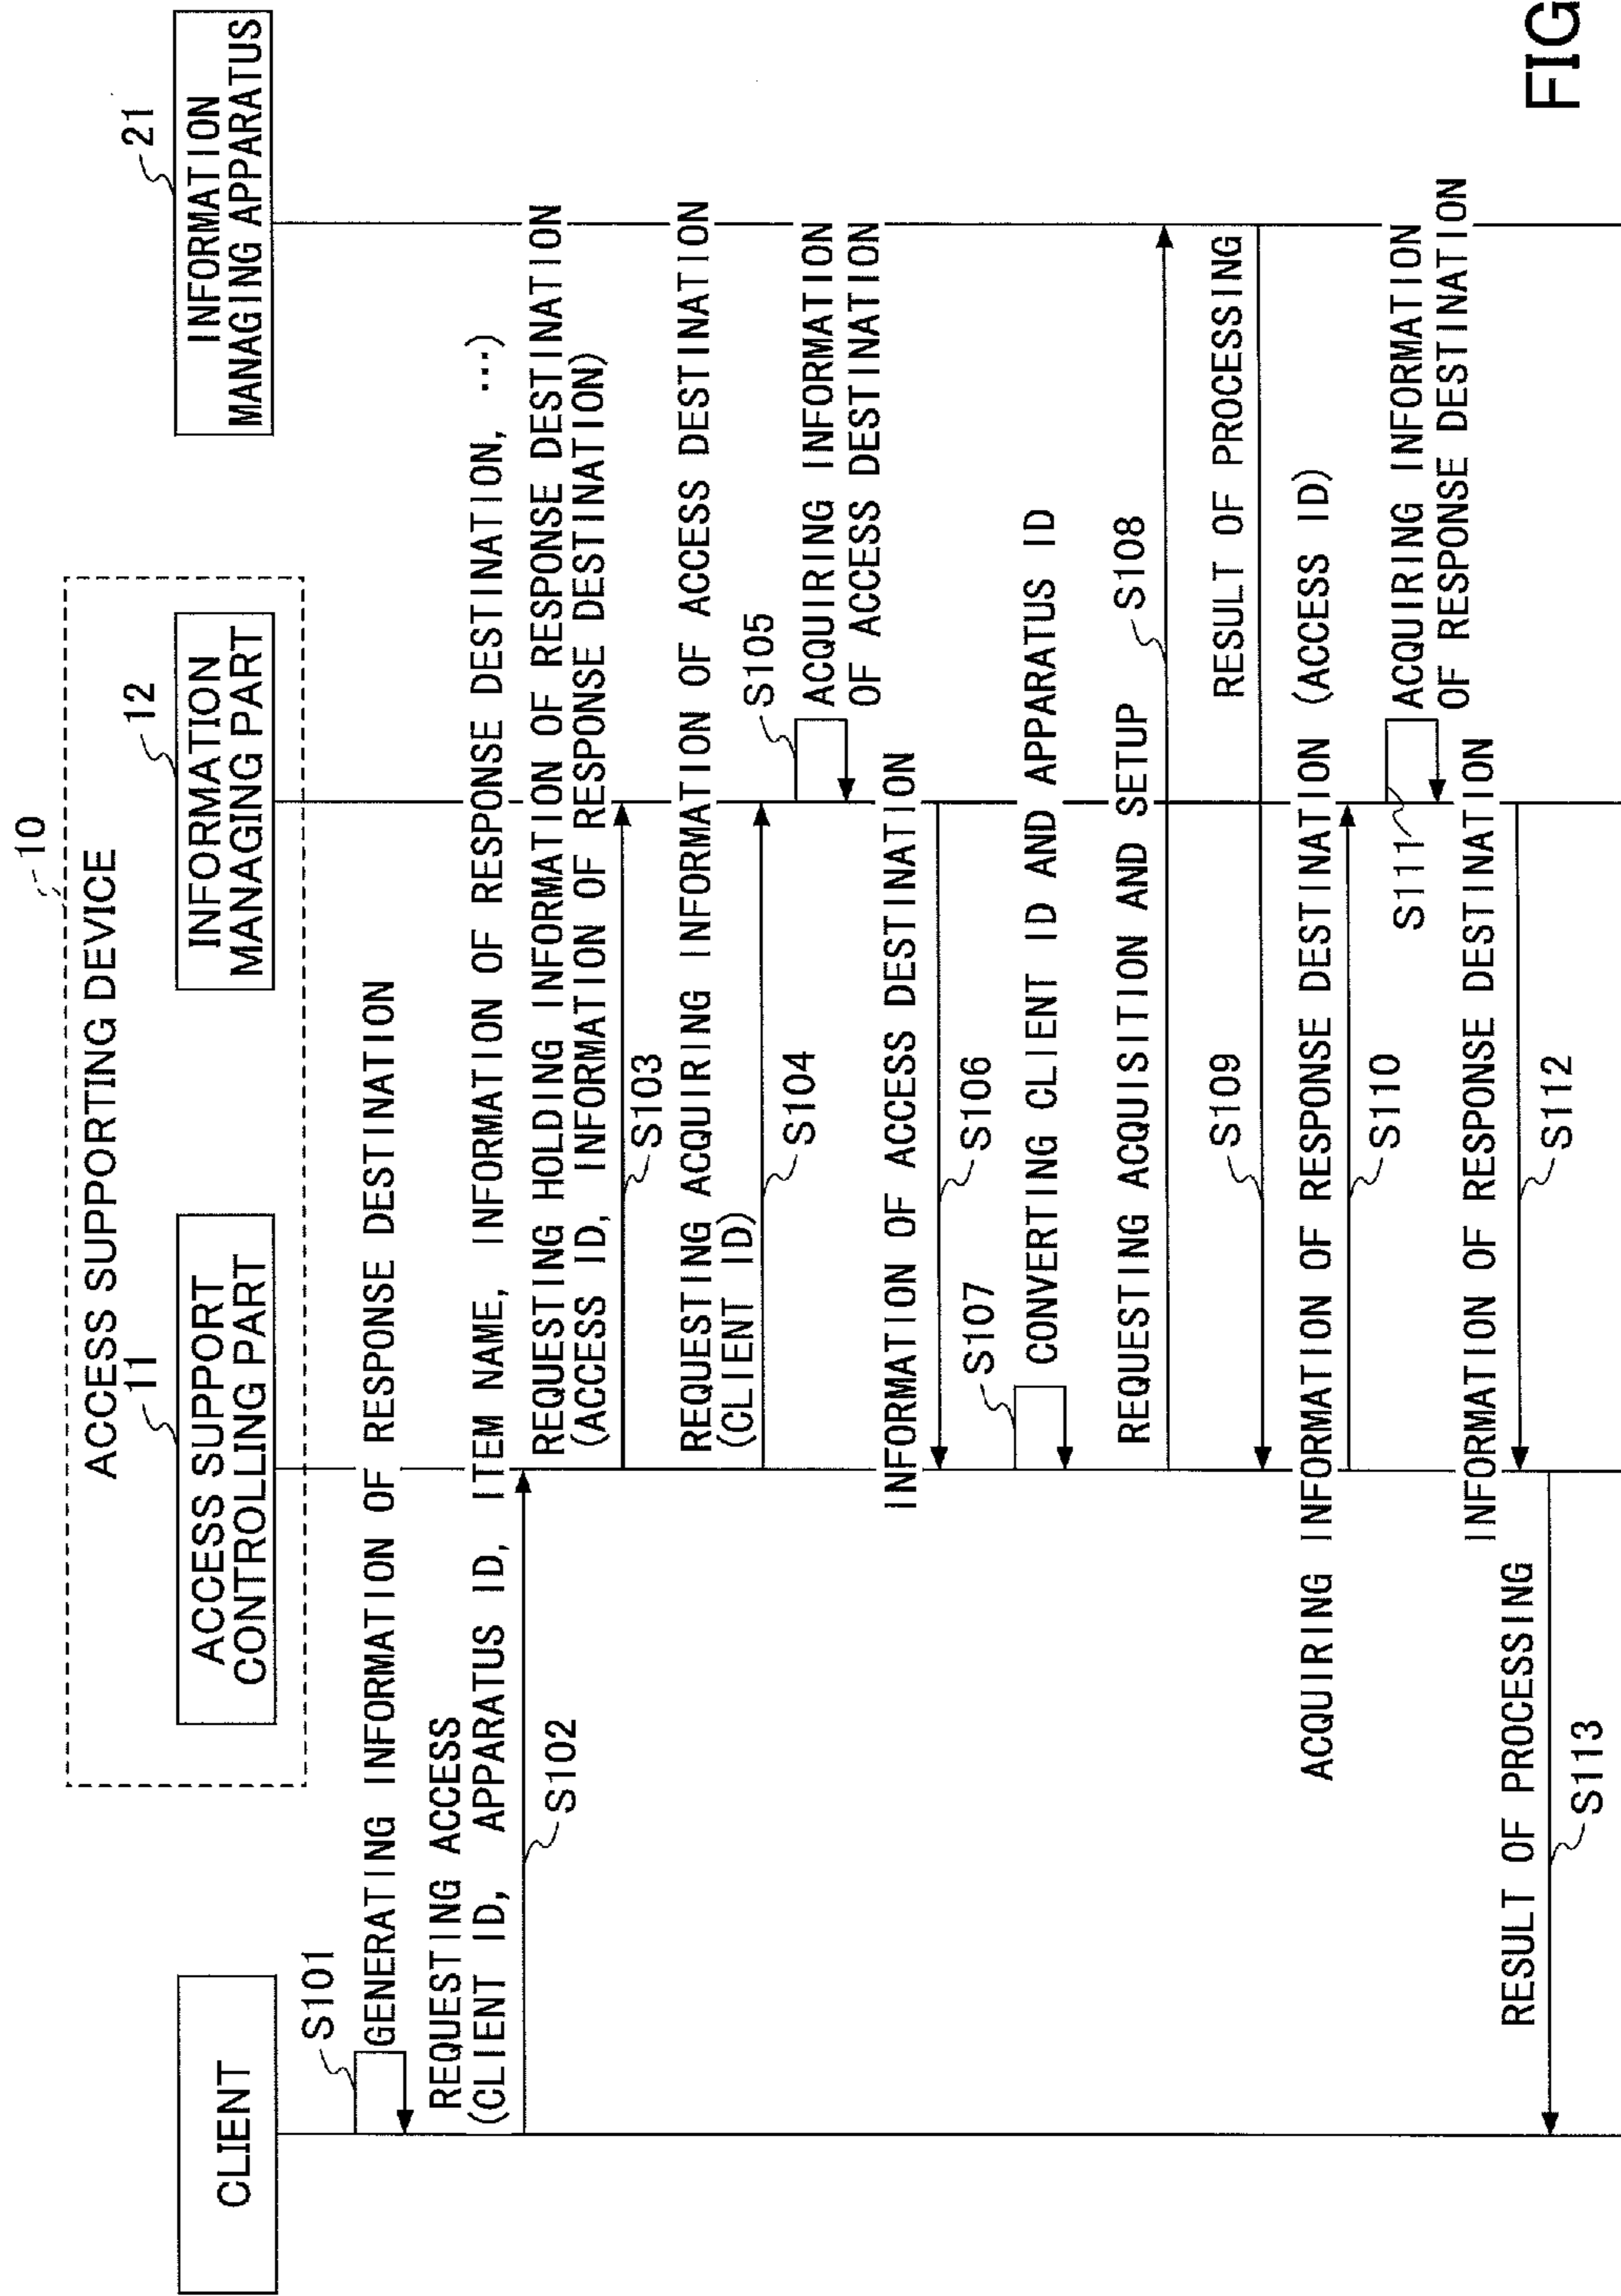 10
ACCESS SUPPORTING DEVICE
11
12
21
CLIENT
ACCESS SUPPORT
CONTROLLING PART
INFORMATION
MANAGING PART
INFORMATION
MANAGING APPARATUS
S101
GENERATING INFORMATION OF RESPONSE DESTINATION
REQUESTING ACCESS
(CLIENT ID, APPARATUS ID, ITEM NAME, INFORMATION OF RESPONSE DESTINATION, ···)
S102
REQUESTING HOLDING INFORMATION OF RESPONSE DESTINATION
(ACCESS ID, INFORMATION OF RESPONSE DESTINATION)
S103
REQUESTING ACQUIRING INFORMATION OF ACCESS DESTINATION
(CLIENT ID)
S104
S105
ACQUIRING INFORMATION
OF ACCESS DESTINATION
INFORMATION OF ACCESS DESTINATION
S106
S107
CONVERTING CLIENT ID AND APPARATUS ID
REQUESTING ACQUISITION AND SETUP
S108
RESULT OF PROCESSING
S109
ACQUIRING INFORMATION OF RESPONSE DESTINATION (ACCESS ID)
S110
S111
ACQUIRING INFORMATION
OF RESPONSE DESTINATION
INFORMATION OF RESPONSE DESTINATION
S112
RESULT OF PROCESSING
S113
FIG